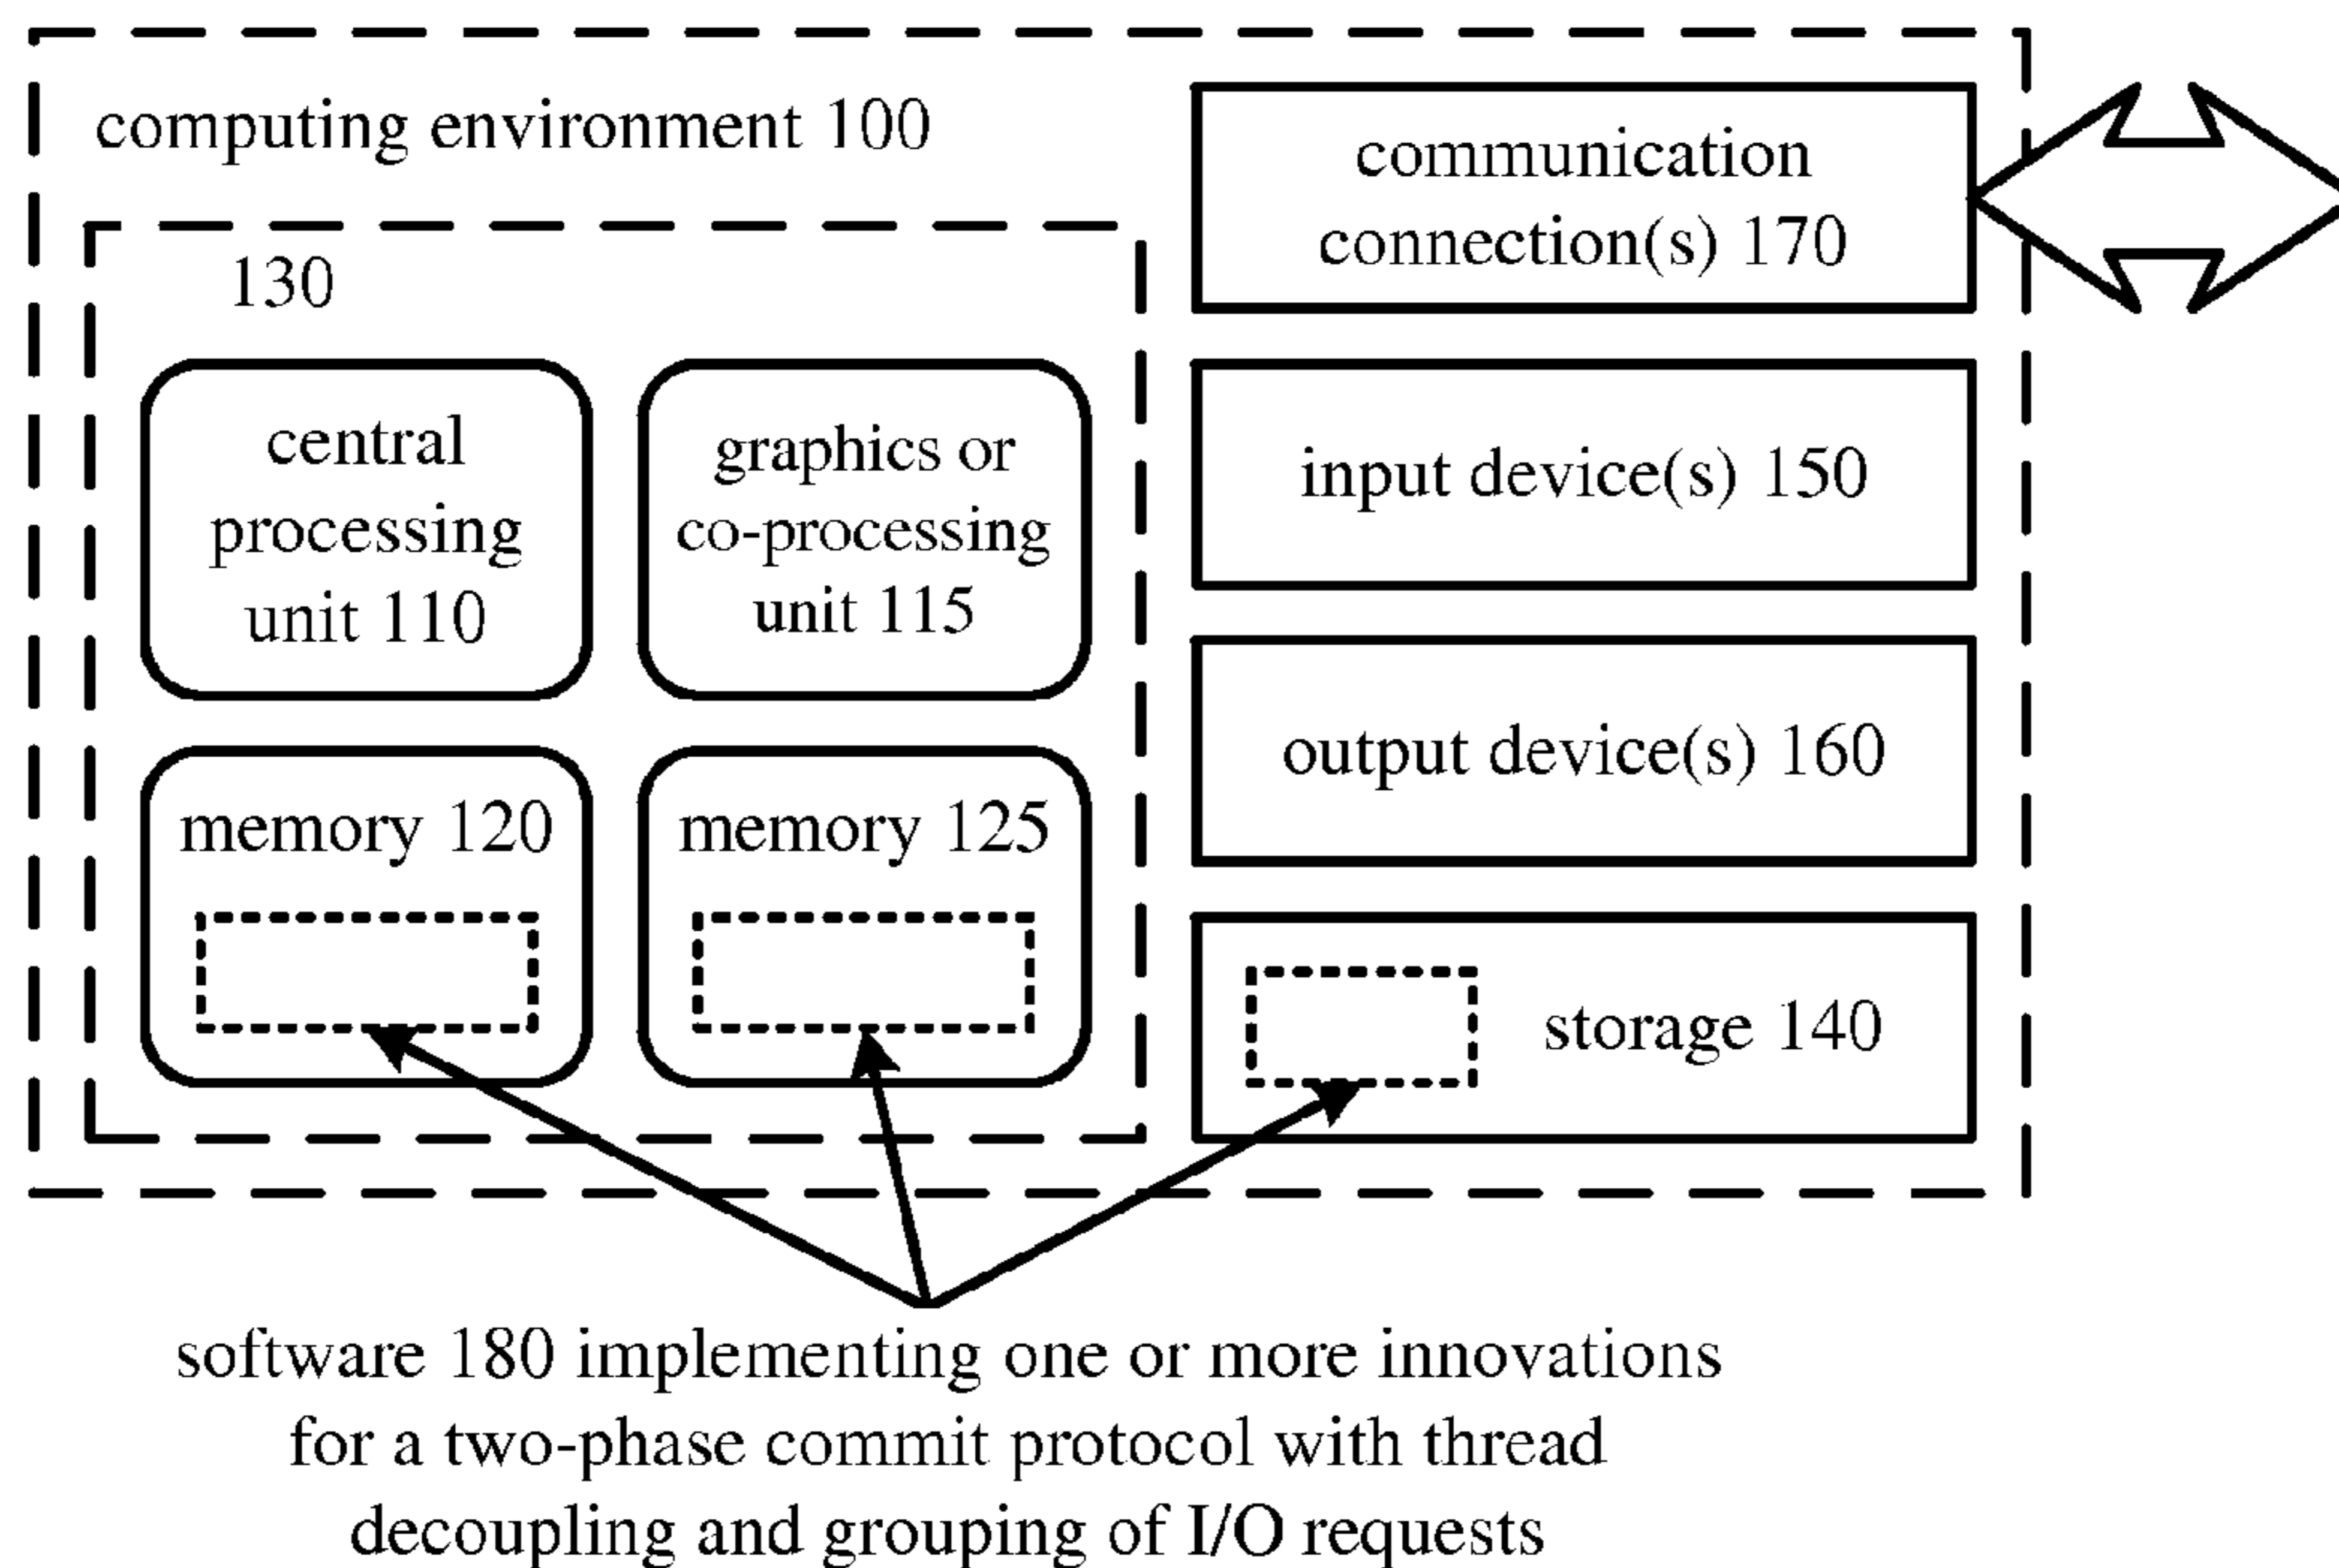 computing environment 100
130
central
processing
unit 110
graphics or
co-processing
unit 115
memory 120
memory 125
communication
connection(s) 170
input device(s) 150
output device(s) 160
storage 140
software 180 implementing one or more innovations
for a two-phase commit protocol with thread
decoupling and grouping of I/O requests